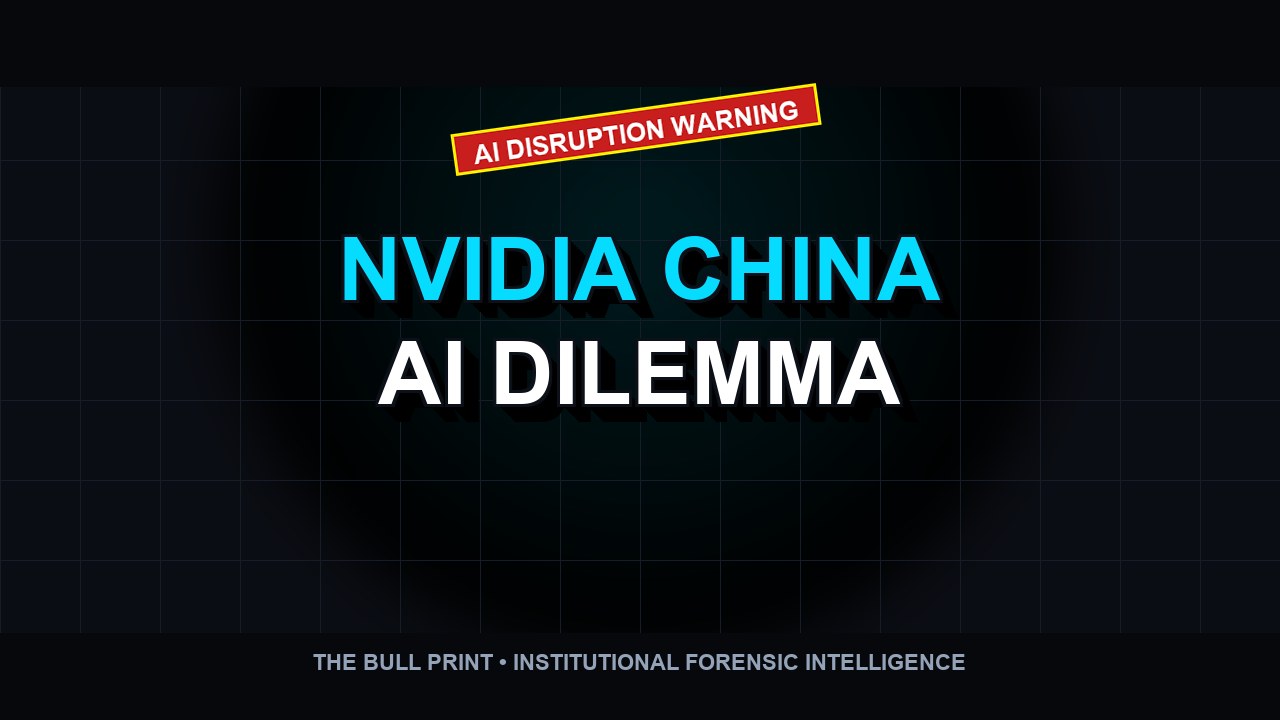 AI DISRUPTION WARNING
NVIDIA CHINA
AI DILEMMA
THE BULL PRINT • INSTITUTIONAL FORENSIC INTELLIGENCE